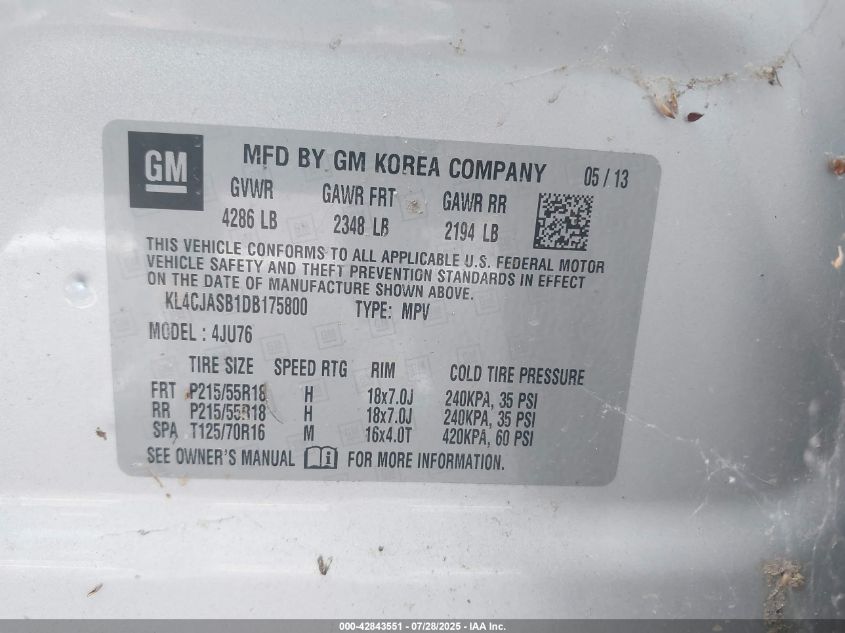 GM
MFD BY GM KOREA COMPANY 05 / 13
GVWR GAWR FRT GAWR RR
4286 LB 2348 LB 2194 LB
THIS VEHICLE CONFORMS TO ALL APPLICABLE U.S. FEDERAL MOTOR
VEHICLE SAFETY AND THEFT PREVENTION STANDARDS IN EFFECT
ON THE DATE OF MANUFACTURE SHOWN ABOVE.
KL4CJASB1DB175800 TYPE: MPV
MODEL: 4JU76
TIRE SIZE SPEED RTG RIM COLD TIRE PRESSURE
FRT P215/55R18 H 18x7.0J 240KPA, 35 PSI
RR P215/55R18 H 18x7.0J 240KPA, 35 PSI
SPA T125/70R16 M 16x4.0T 420KPA, 60 PSI
SEE OWNER'S MANUAL FOR MORE INFORMATION.
000-42843551 / 07/28/2025 - IAA Inc.